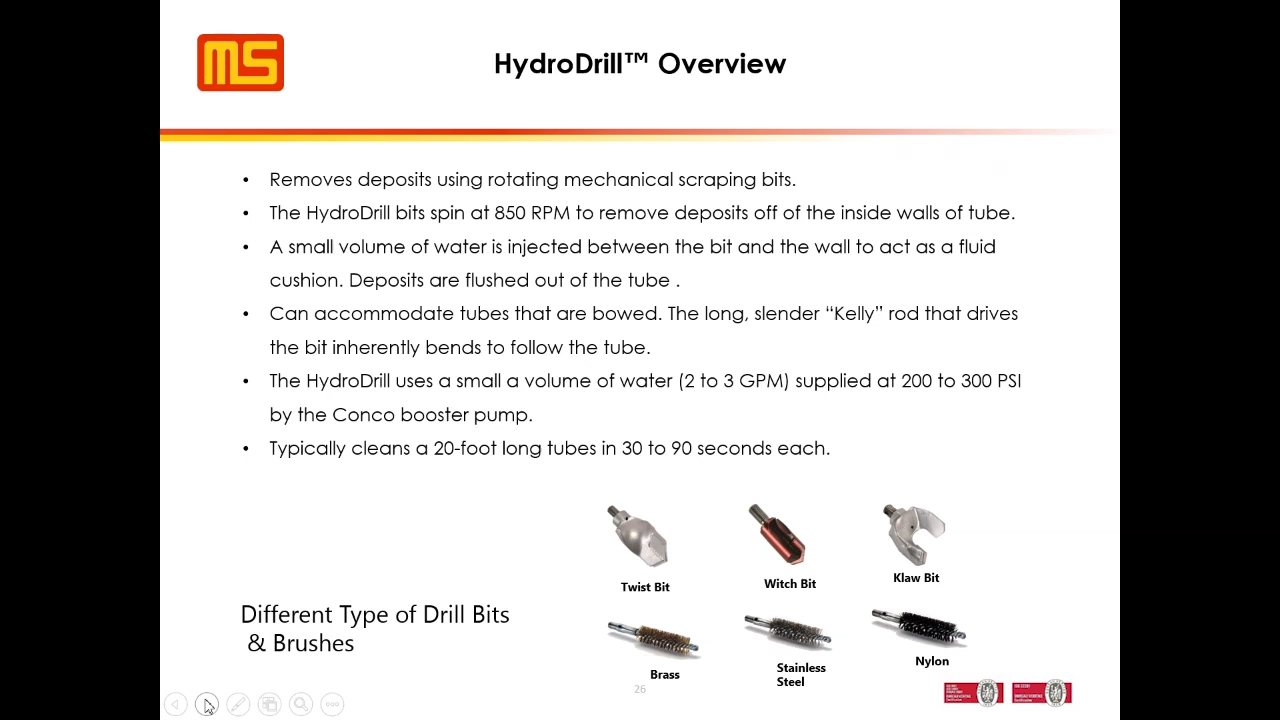 MS
HydroDrill™ Overview
• Removes deposits using rotating mechanical scraping bits.
• The HydroDrill bits spin at 850 RPM to remove deposits off of the inside walls of tube.
• A small volume of water is injected between the bit and the wall to act as a fluid
cushion. Deposits are flushed out of the tube .
• Can accommodate tubes that are bowed. The long, slender “Kelly” rod that drives
the bit inherently bends to follow the tube.
• The HydroDrill uses a small a volume of water (2 to 3 GPM) supplied at 200 to 300 PSI
by the Conco booster pump.
• Typically cleans a 20-foot long tubes in 30 to 90 seconds each.
Twist Bit
Witch Bit
Klaw Bit
Different Type of Drill Bits
& Brushes
Brass
Stainless
Steel
Nylon
26